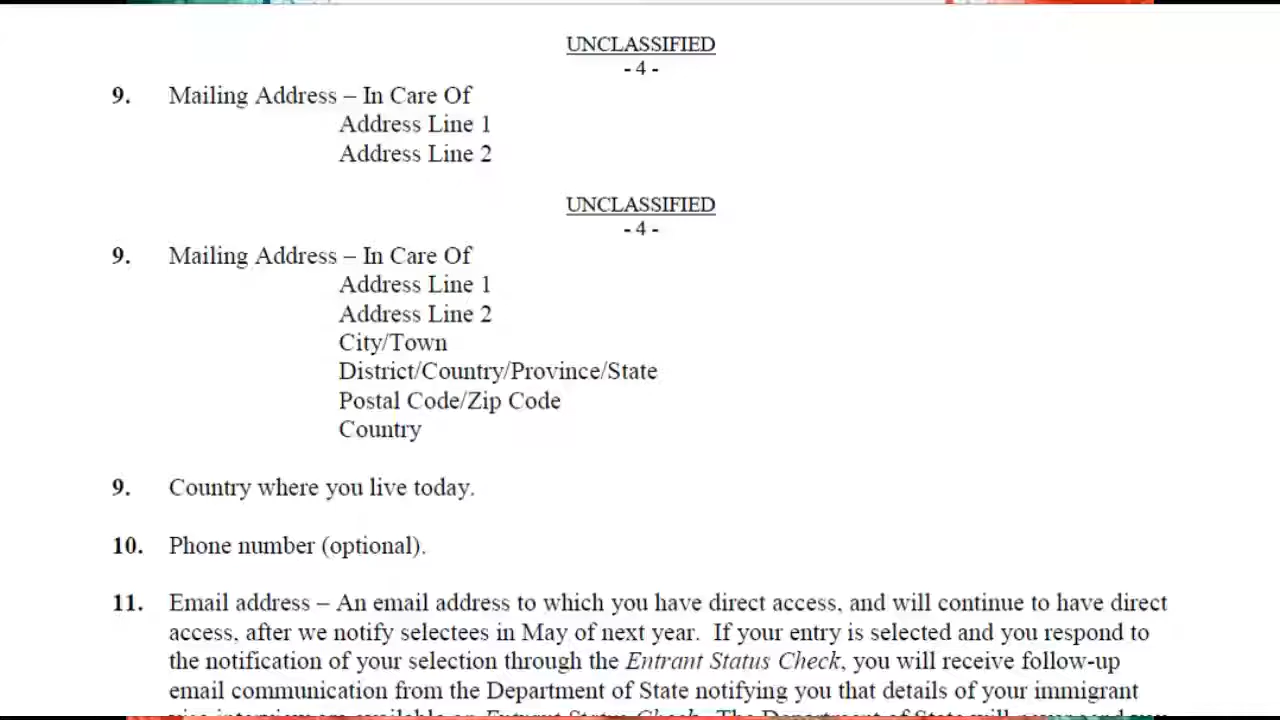 UNCLASSIFIED
- 4 -
9. Mailing Address – In Care Of
Address Line 1
Address Line 2
UNCLASSIFIED
- 4 -
9. Mailing Address – In Care Of
Address Line 1
Address Line 2
City/Town
District/Country/Province/State
Postal Code/Zip Code
Country
9. Country where you live today.
10. Phone number (optional).
11. Email address – An email address to which you have direct access, and will continue to have direct
access, after we notify selectees in May of next year. If your entry is selected and you respond to
the notification of your selection through the Entrant Status Check, you will receive follow-up
email communication from the Department of State notifying you that details of your immigrant